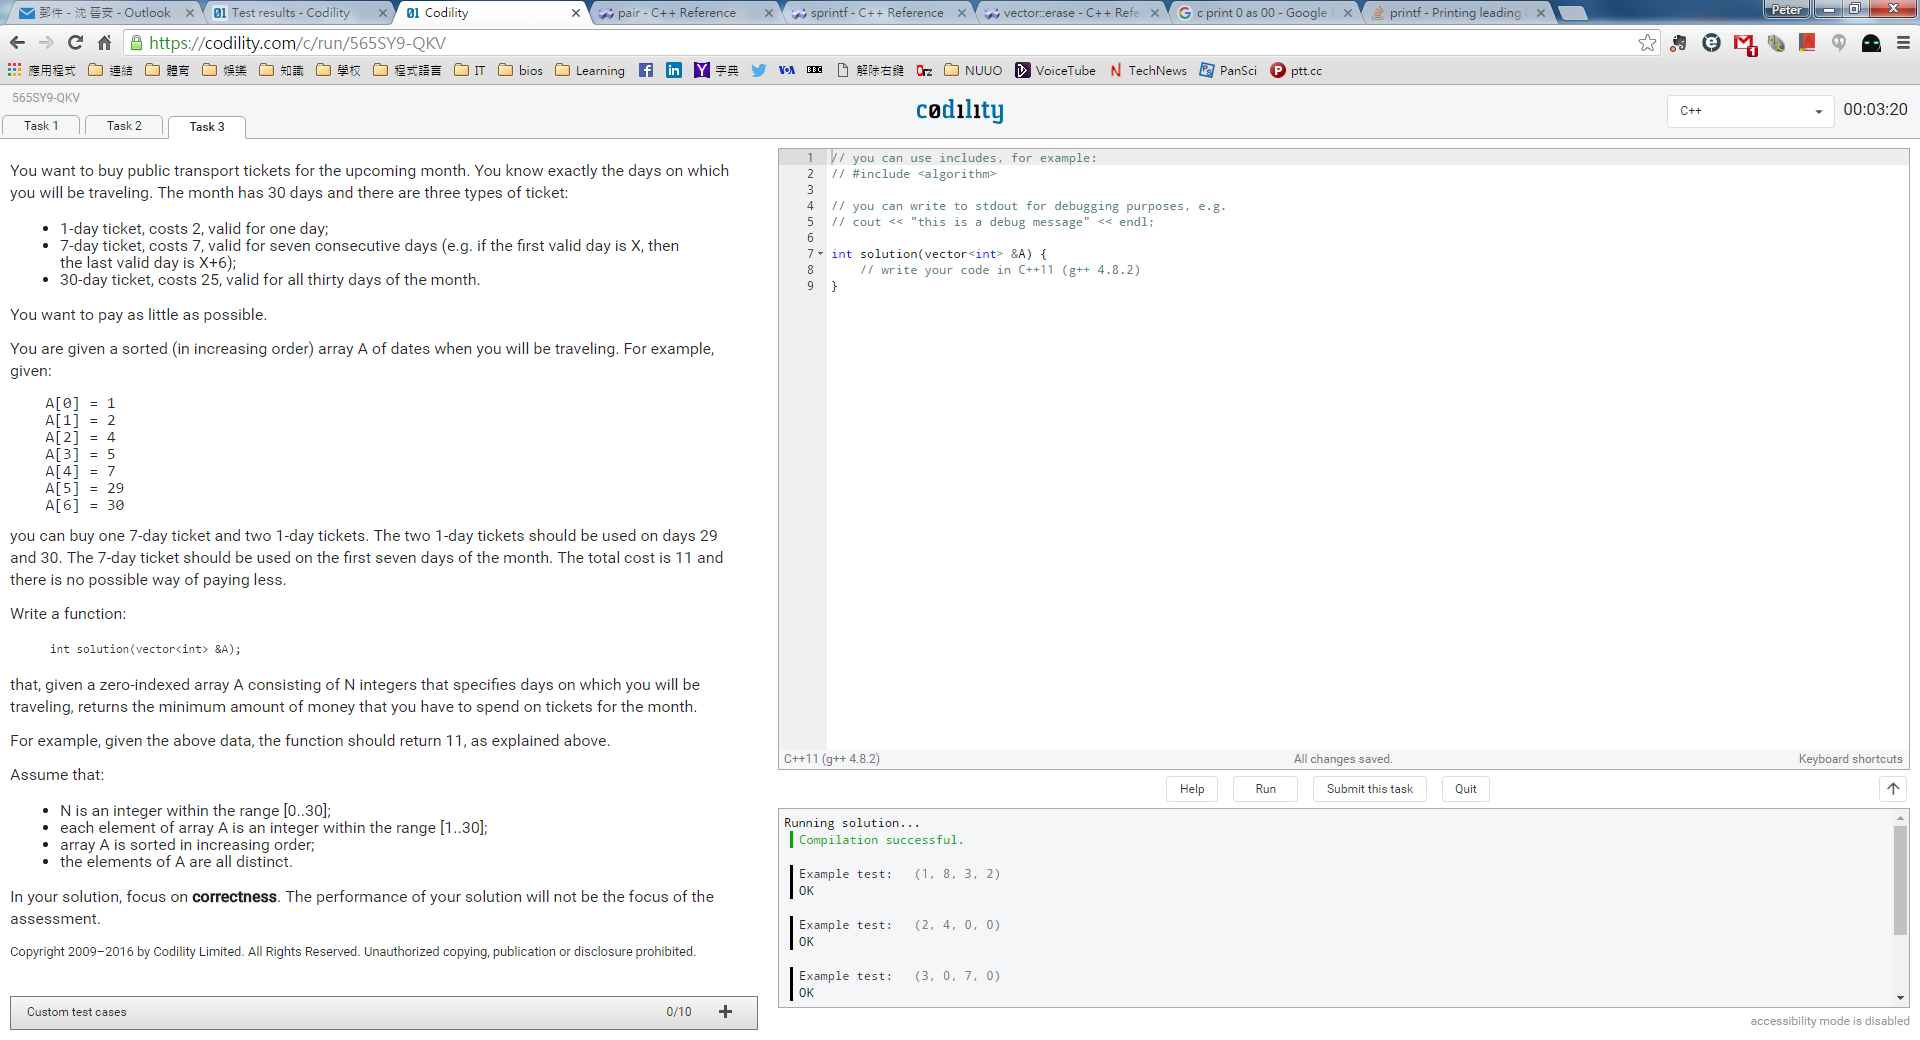 郵件 - 沈 晉安 - Outlook
Test results - Codility
Codility
pair - C++ Reference
sprintf - C++ Reference
vector::erase - C++ Refe
c print 0 as 00 - Google
printf - Printing leading
Peter
https://codility.com/c/run/565SY9-QKV
應用程式 連結 體育 娛樂 知識 學校 程式語言 IT bios Learning 字典 VOA BBC 解除右鍵 Orz NUUO VoiceTube TechNews PanSci ptt.cc
565SY9-QKV
codility
Task 1
Task 2
Task 3
C++
00:03:20
You want to buy public transport tickets for the upcoming month. You know exactly the days on which
you will be traveling. The month has 30 days and there are three types of ticket:
• 1-day ticket, costs 2, valid for one day;
• 7-day ticket, costs 7, valid for seven consecutive days (e.g. if the first valid day is X, then
the last valid day is X+6);
• 30-day ticket, costs 25, valid for all thirty days of the month.
You want to pay as little as possible.
You are given a sorted (in increasing order) array A of dates when you will be traveling. For example,
given:
A[0] = 1
A[1] = 2
A[2] = 4
A[3] = 5
A[4] = 7
A[5] = 29
A[6] = 30
you can buy one 7-day ticket and two 1-day tickets. The two 1-day tickets should be used on days 29
and 30. The 7-day ticket should be used on the first seven days of the month. The total cost is 11 and
there is no possible way of paying less.
Write a function:
int solution(vector<int> &A);
that, given a zero-indexed array A consisting of N integers that specifies days on which you will be
traveling, returns the minimum amount of money that you have to spend on tickets for the month.
For example, given the above data, the function should return 11, as explained above.
Assume that:
• N is an integer within the range [0..30];
• each element of array A is an integer within the range [1..30];
• array A is sorted in increasing order;
• the elements of A are all distinct.
In your solution, focus on correctness. The performance of your solution will not be the focus of the
assessment.
Copyright 2009–2016 by Codility Limited. All Rights Reserved. Unauthorized copying, publication or disclosure prohibited.
Custom test cases
0/10
1 // you can use includes, for example:
2 // #include <algorithm>
3
4 // you can write to stdout for debugging purposes, e.g.
5 // cout << "this is a debug message" << endl;
6
7 int solution(vector<int> &A) {
8 // write your code in C++11 (g++ 4.8.2)
9 }
C++11 (g++ 4.8.2)
All changes saved.
Keyboard shortcuts
Help
Run
Submit this task
Quit
Running solution...
Compilation successful.
Example test: (1, 8, 3, 2)
OK
Example test: (2, 4, 0, 0)
OK
Example test: (3, 0, 7, 0)
OK
accessibility mode is disabled